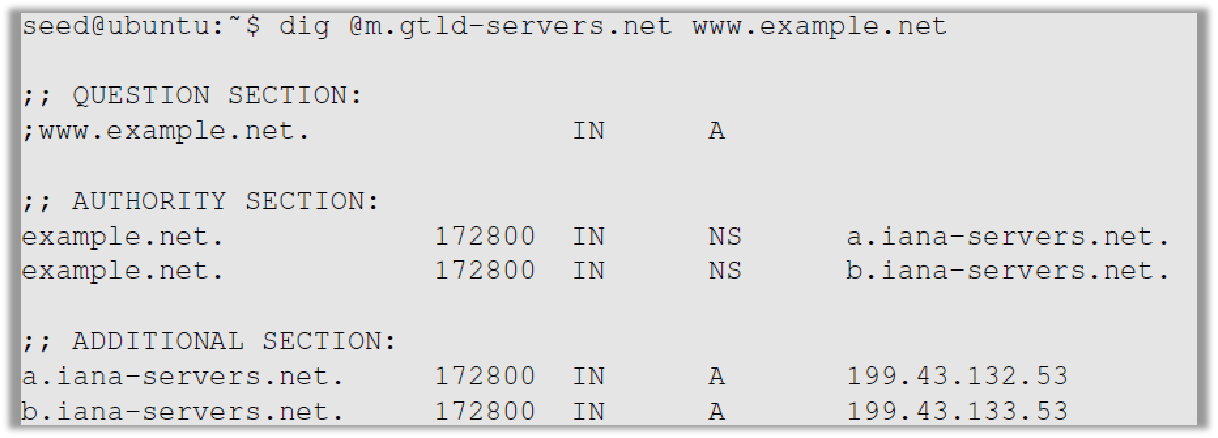 seed@ubuntu:~$ dig @m.gtld-servers.net www.example.net
;; QUESTION SECTION:
;www.example.net. IN A
;; AUTHORITY SECTION:
example.net. 172800 IN NS a.iana-servers.net.
example.net. 172800 IN NS b.iana-servers.net.
;; ADDITIONAL SECTION:
a.iana-servers.net. 172800 IN A 199.43.132.53
b.iana-servers.net. 172800 IN A 199.43.133.53